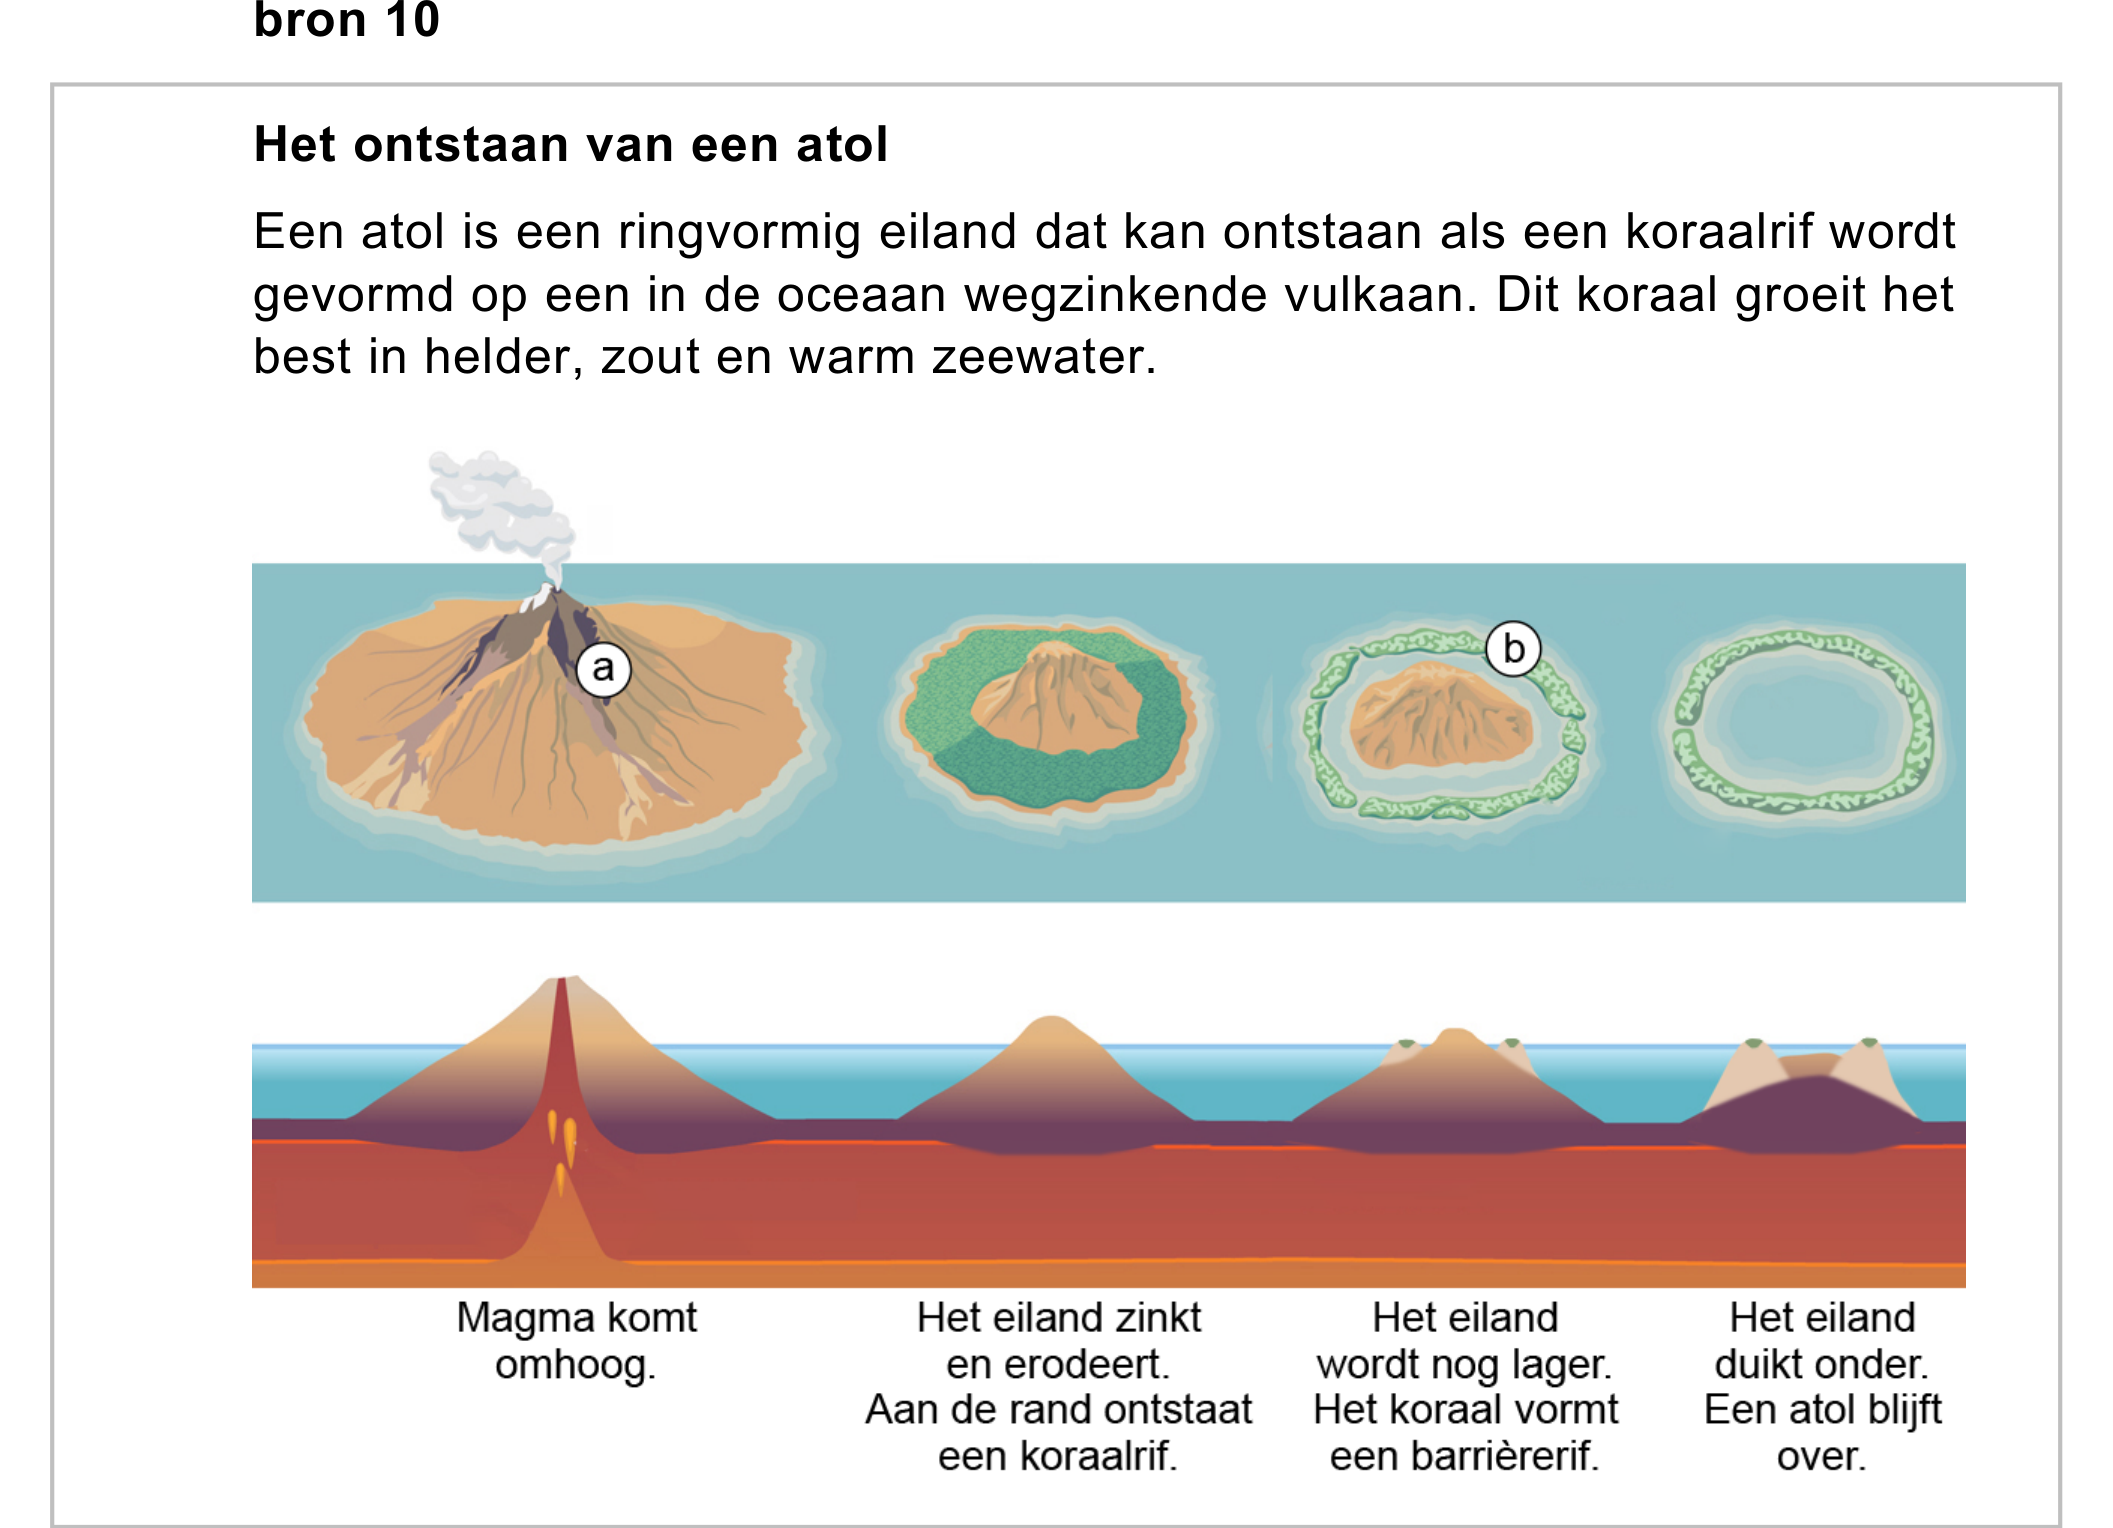 bron 10
Het ontstaan van een atol
Een atol is een ringvormig eiland dat kan ontstaan als een koraalrif wordt
gevormd op een in de oceaan wegzinkende vulkaan. Dit koraal groeit het
best in helder, zout en warm zeewater.
a
b
Magma komt
omhoog.
Het eiland zinkt
en erodeert.
Aan de rand ontstaat
een koraalrif.
Het eiland
wordt nog lager.
Het koraal vormt
een barrièrerif.
Het eiland
duikt onder.
Een atol blijft
over.